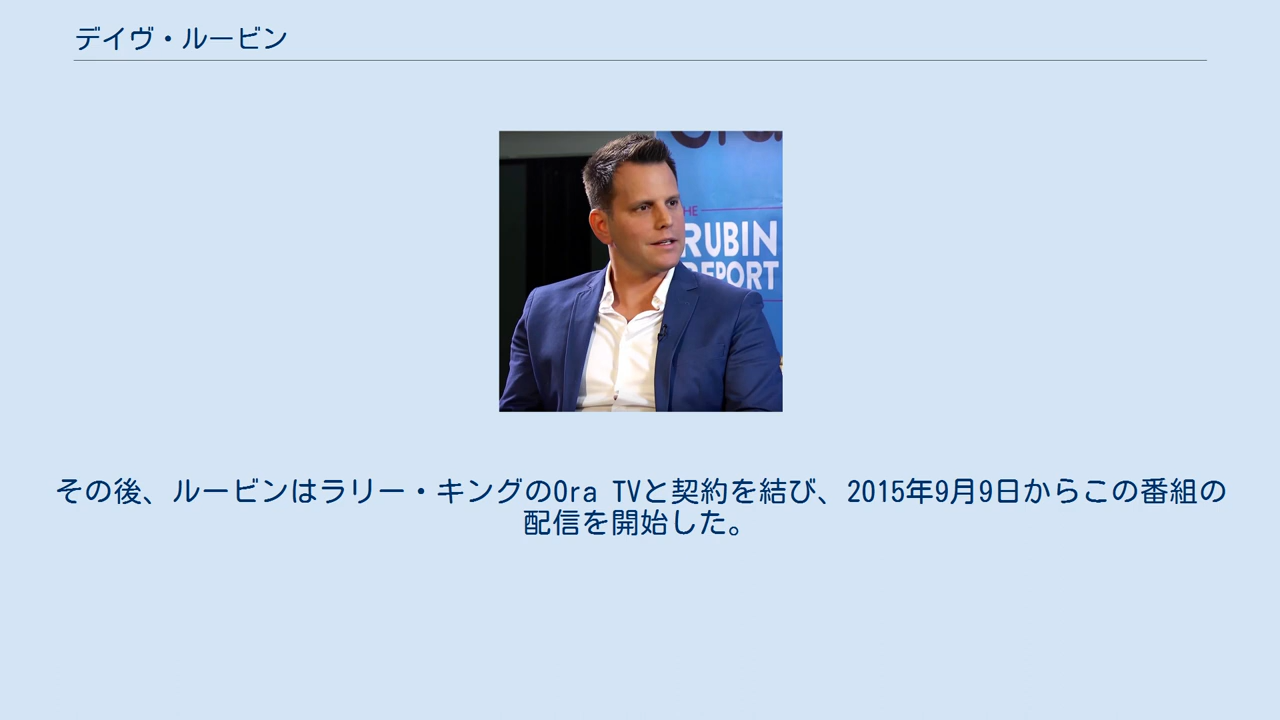 デイヴ・ルービン
THE
RUBIN
REPORT
その後、ルービンはラリー・キングのOra TVと契約を結び、2015年9月9日からこの番組の
配信を開始した。